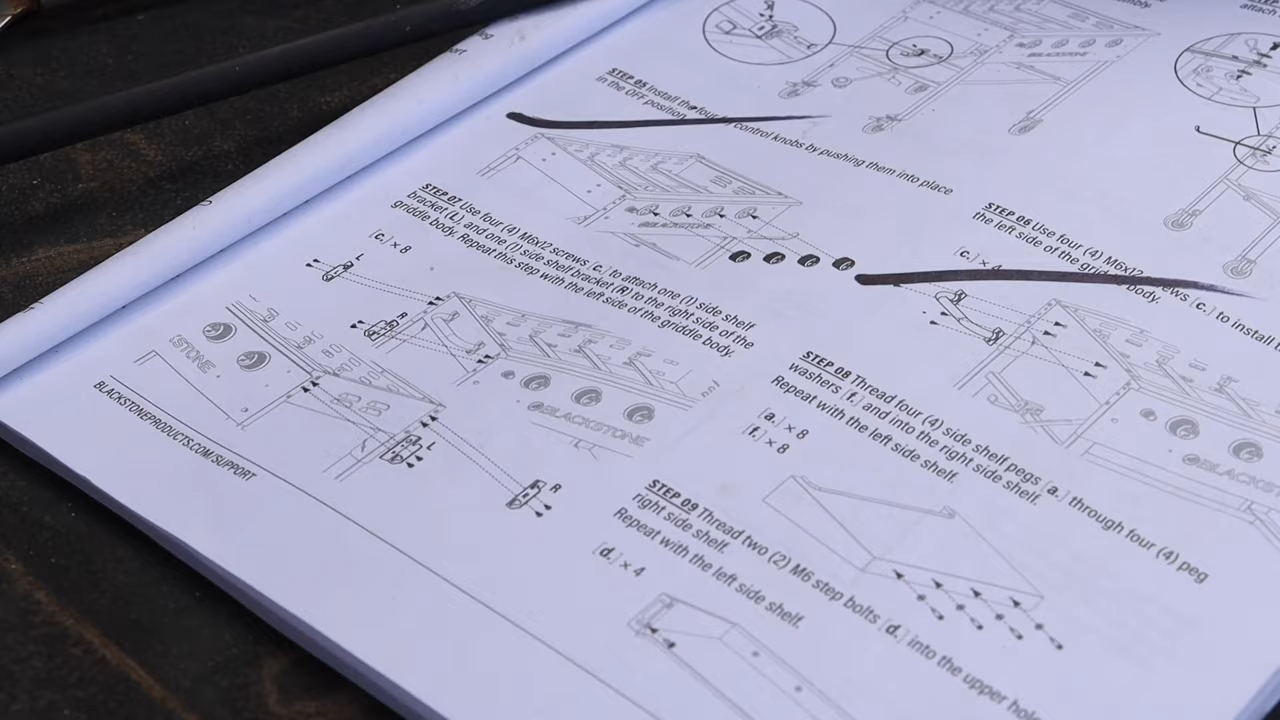 attach
STEP 05 Install the four control knobs by pushing them into place
in the OFF position.
BLACKSTONE
STEP 06 Use four (4) M6x12 screws [c.] to install
the left side of the griddle body.
[c.] × 4
STEP 07 Use four (4) M6x12 screws [c.] to attach one (1) side shelf
bracket (L) and one (1) side shelf bracket (R) to the right side of the
griddle body. Repeat this step with the left side of the griddle body.
[c.] × 8
L
R
STONE
BLACKSTONE
L
R
BLACKSTONEPRODUCTS.COM/SUPPORT
STEP 08 Thread four (4) side shelf pegs [a.] through four (4) peg
washers [f.] and into the right side shelf.
Repeat with the left side shelf.
[a.] × 8
[f.] × 8
STEP 09 Thread two (2) M6 step bolts [d.] into the upper
right side shelf.
Repeat with the left side shelf.
[d.] × 4